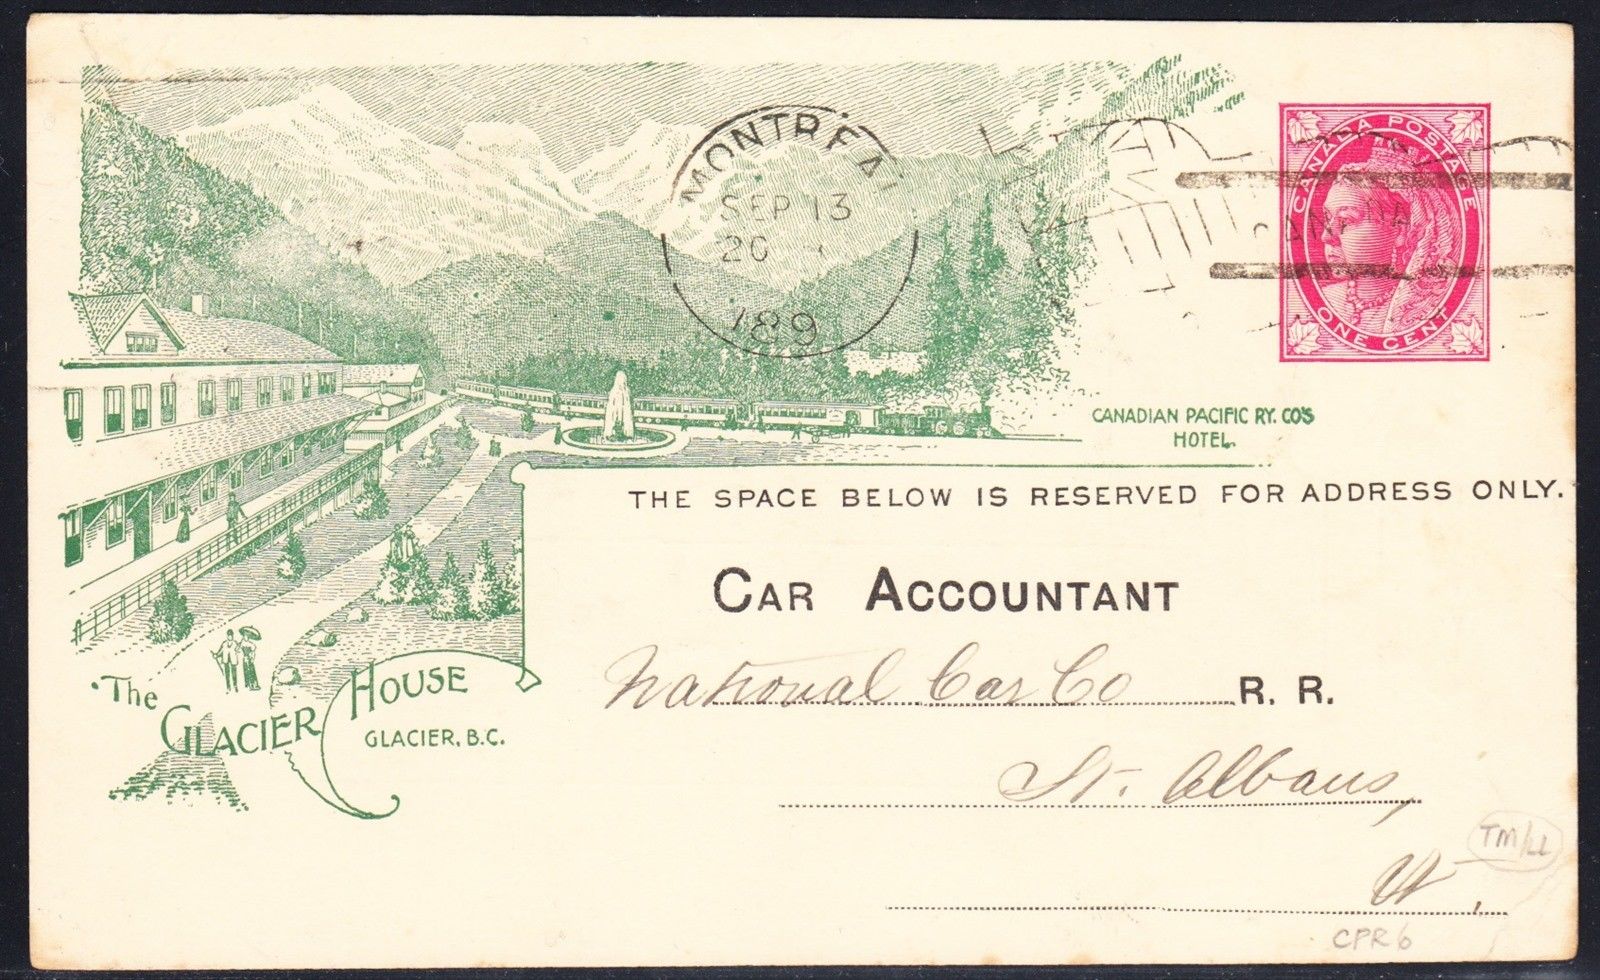 CANADA POSTAGE
ONE CENT
MONTREAL
SEP 13
20
189
CANADA
CANADIAN PACIFIC RY. CO'S
HOTEL.
THE SPACE BELOW IS RESERVED FOR ADDRESS ONLY.
CAR ACCOUNTANT
National Car Co R. R.
St. Albans,
Vt.
The GLACIER HOUSE
GLACIER, B.C.
TM/LL
CPR6